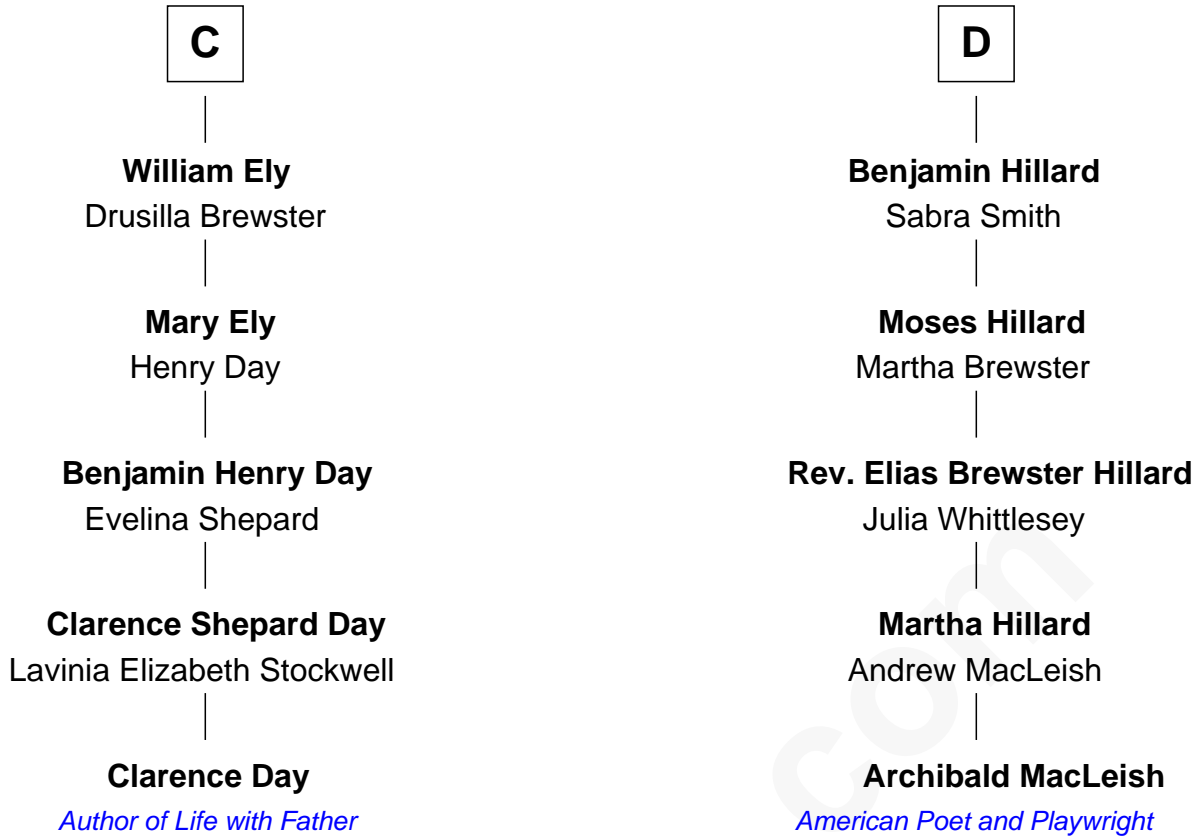 C
William Ely
Drusilla Brewster
Mary Ely
Henry Day
Benjamin Henry Day
Evelina Shepard
Clarence Shepard Day
Lavinia Elizabeth Stockwell
Clarence Day
Author of Life with Father
D
Benjamin Hillard
Sabra Smith
Moses Hillard
Martha Brewster
Rev. Elias Brewster Hillard
Julia Whittlesey
Martha Hillard
Andrew MacLeish
Archibald MacLeish
American Poet and Playwright
com